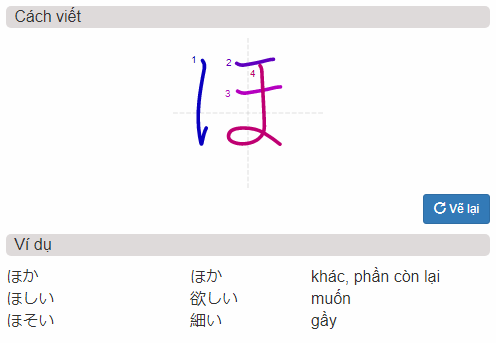 Cách viết
1 2 3 4
ほ
Vẽ lại
Ví dụ
ほか ほか khác, phần còn lại
ほしい 欲しい muốn
ほそい 細い gầy